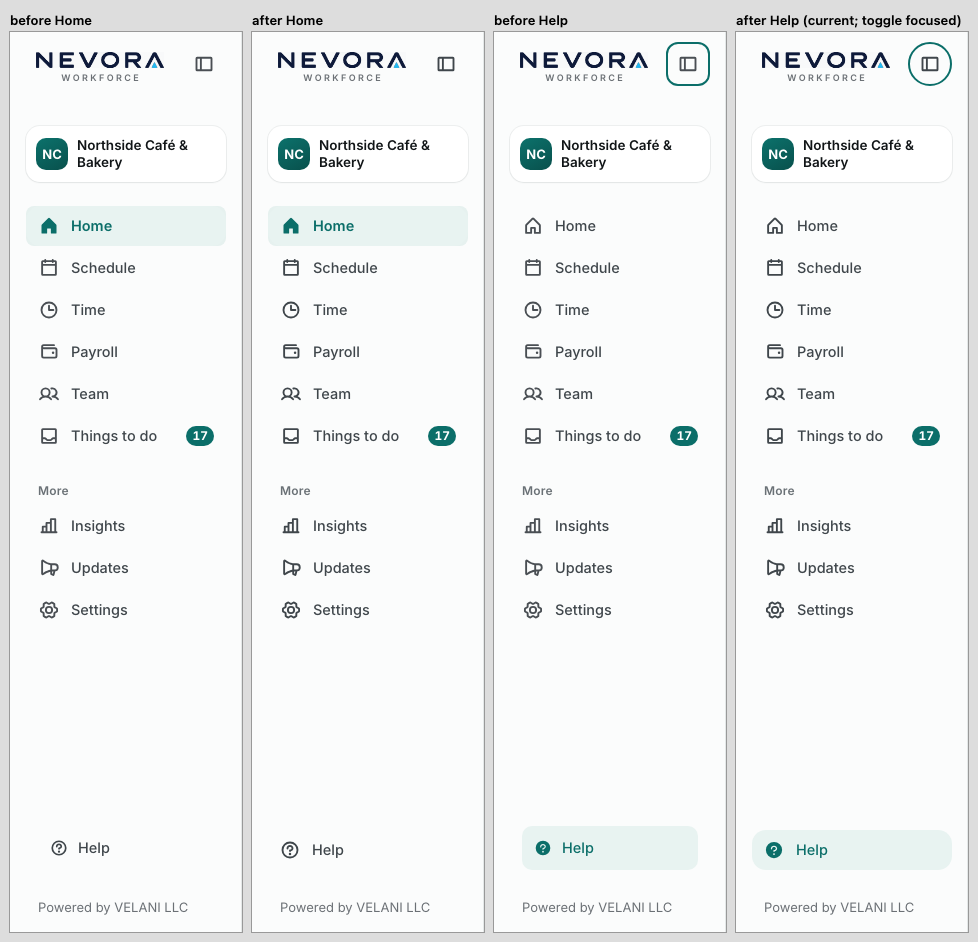 before Home
NEVORA
WORKFORCE
NC
Northside Café &
Bakery
Home
Schedule
Time
Payroll
Team
Things to do 17
More
Insights
Updates
Settings
Help
Powered by VELANI LLC
after Home
NEVORA
WORKFORCE
NC
Northside Café &
Bakery
Home
Schedule
Time
Payroll
Team
Things to do 17
More
Insights
Updates
Settings
Help
Powered by VELANI LLC
before Help
NEVORA
WORKFORCE
NC
Northside Café &
Bakery
Home
Schedule
Time
Payroll
Team
Things to do 17
More
Insights
Updates
Settings
Help
Powered by VELANI LLC
after Help (current; toggle focused)
NEVORA
WORKFORCE
NC
Northside Café &
Bakery
Home
Schedule
Time
Payroll
Team
Things to do 17
More
Insights
Updates
Settings
Help
Powered by VELANI LLC